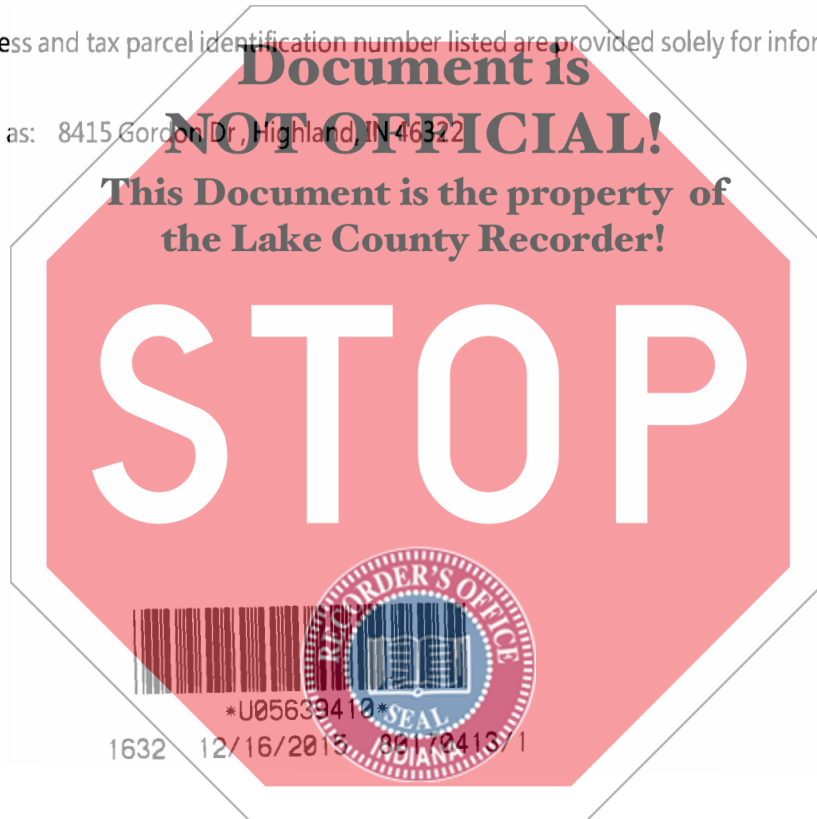 ess and tax parcel identification number listed are provided solely for infor
Document is
as: 8415 Gordon Dr , Highland, IN 46322
NOT OFFICIAL!
This Document is the property of
the Lake County Recorder!
STOP
RECORDER'S OFFICE
SEAL
INDIANA
*U05639410*
1632 12/16/2015 80170413/1